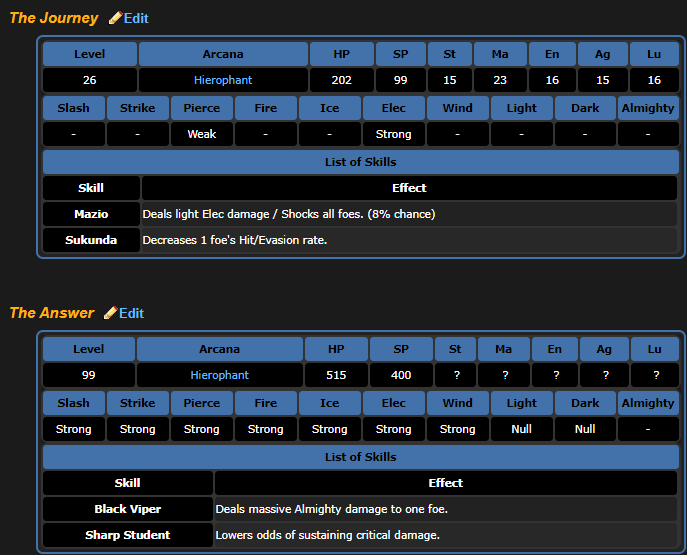 The Journey Edit
Level Arcana HP SP St Ma En Ag Lu
26 Hierophant 202 99 15 23 16 15 16
Slash Strike Pierce Fire Ice Elec Wind Light Dark Almighty
- - Weak - - Strong - - - -
List of Skills
Skill Effect
Mazio Deals light Elec damage / Shocks all foes. (8% chance)
Sukunda Decreases 1 foe's Hit/Evasion rate.
The Answer Edit
Level Arcana HP SP St Ma En Ag Lu
99 Hierophant 515 400 ? ? ? ? ?
Slash Strike Pierce Fire Ice Elec Wind Light Dark Almighty
Strong Strong Strong Strong Strong Strong Strong Null Null -
List of Skills
Skill Effect
Black Viper Deals massive Almighty damage to one foe.
Sharp Student Lowers odds of sustaining critical damage.